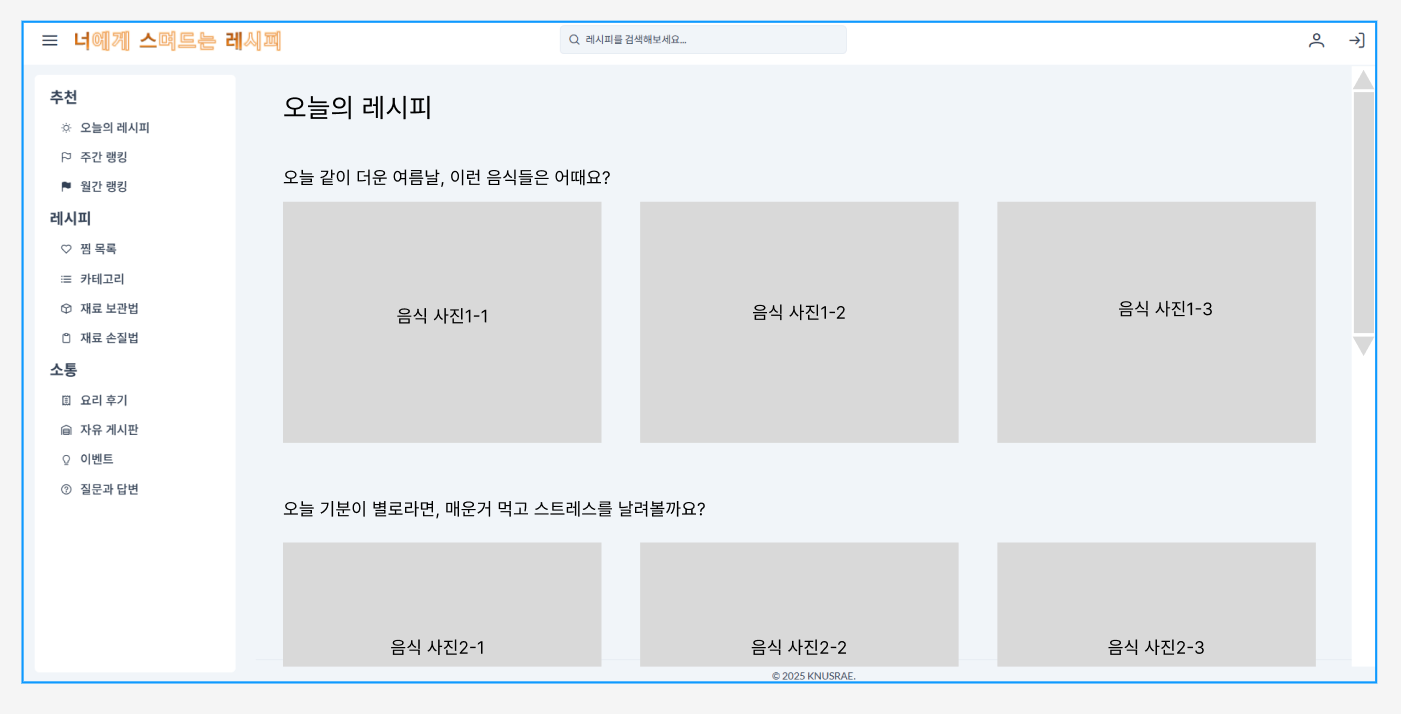 너에게 스며드는 레시피
레시피를 검색해보세요...
추천
오늘의 레시피
주간 랭킹
월간 랭킹
레시피
찜 목록
카테고리
재료 보관법
재료 손질법
소통
요리 후기
자유 게시판
이벤트
질문과 답변
오늘의 레시피
오늘 같이 더운 여름날, 이런 음식들은 어때요?
음식 사진1-1
음식 사진1-2
음식 사진1-3
오늘 기분이 별로라면, 매운거 먹고 스트레스를 날려볼까요?
음식 사진2-1
음식 사진2-2
음식 사진2-3
© 2025 KNUSRAE.